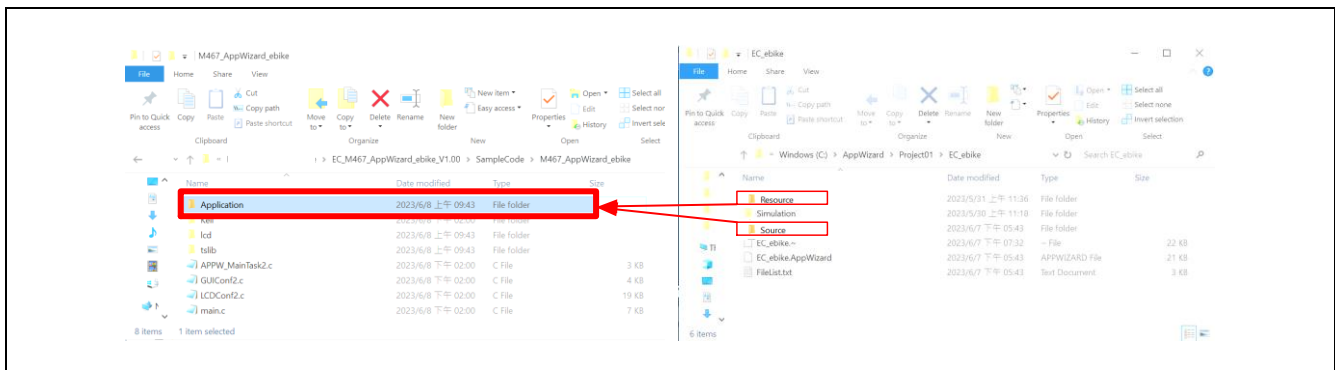 M467_AppWizard_ebike
File Home Share View
Pin to Quick access
Copy
Paste
Cut
Copy path
Paste shortcut
Move to
Copy to
Delete
Rename
New folder
New item
Easy access
Properties
Open
Edit
History
Select all
Select nor
Invert sele
Clipboard Organize New Open Select
EC_M467_AppWizard_ebike_V1.00 > SampleCode > M467_AppWizard_ebike
Name Date modified Type Size
Application 2023/6/8 上午 09:43 File folder
Keil 2023/6/8 下午 02:00 File folder
lcd 2023/6/8 上午 09:43 File folder
tslib 2023/6/8 上午 09:43 File folder
APPW_MainTask2.c 2023/6/8 下午 02:00 C File 3 KB
GUIConf2.c 2023/6/8 下午 02:00 C File 4 KB
LCDConf2.c 2023/6/8 下午 02:00 C File 19 KB
main.c 2023/6/8 下午 02:00 C File 7 KB
8 items 1 item selected
EC_ebike
File Home Share View
Pin to Quick access
Copy
Paste
Cut
Copy path
Paste shortcut
Move to
Copy to
Delete
Rename
New folder
Properties
Open
Edit
History
Select all
Select none
Invert selection
Clipboard Organize New Open Select
« Windows (C:) > AppWizard > Project01 > EC_ebike
Search EC_ebike
Name Date modified Type Size
Resource 2023/5/31 上午 11:36 File folder
Simulation 2023/5/30 上午 11:18 File folder
Source 2023/6/7 下午 05:43 File folder
EC_ebike.~ 2023/6/7 下午 07:32 ~ File 22 KB
EC_ebike.AppWizard 2023/6/7 下午 05:43 APPWIZARD File 21 KB
FileList.txt 2023/6/7 下午 05:43 Text Document 3 KB
6 items